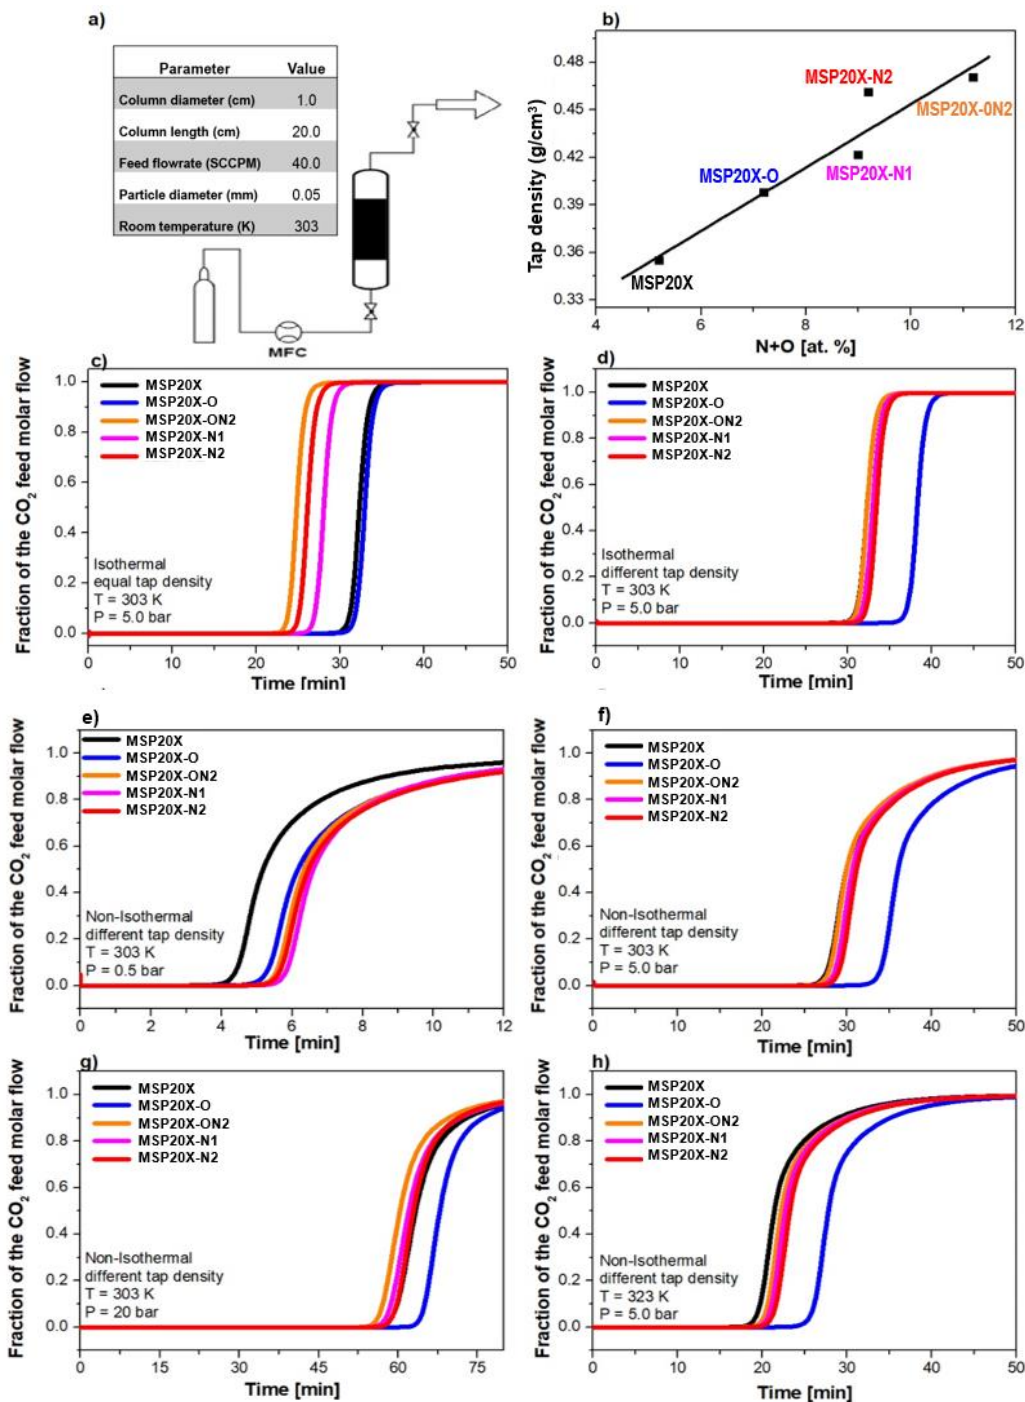 a)
Parameter Value
Column diameter (cm) 1.0
Column length (cm) 20.0
Feed flowrate (SCCPM) 40.0
Particle diameter (mm) 0.05
Room temperature (K) 303
MFC
b)
Tap density (g/cm³)
0.48
0.45
0.42
0.39
0.36
0.33
MSP20X-N2
MSP20X-0N2
MSP20X-O
MSP20X-N1
MSP20X
4 6 8 10 12
N+O [at. %]
c)
Fraction of the CO₂ feed molar flow
1.0
0.8
0.6
0.4
0.2
0.0
MSP20X
MSP20X-O
MSP20X-ON2
MSP20X-N1
MSP20X-N2
Isothermal
equal tap density
T = 303 K
P = 5.0 bar
0 10 20 30 40 50
Time [min]
d)
Fraction of the CO₂ feed molar flow
1.0
0.8
0.6
0.4
0.2
0.0
MSP20X
MSP20X-O
MSP20X-ON2
MSP20X-N1
MSP20X-N2
Isothermal
different tap density
T = 303 K
P = 5.0 bar
0 10 20 30 40 50
Time [min]
e)
Fraction of the CO₂ feed molar flow
1.0
0.8
0.6
0.4
0.2
0.0
MSP20X
MSP20X-O
MSP20X-ON2
MSP20X-N1
MSP20X-N2
Non-Isothermal
different tap density
T = 303 K
P = 0.5 bar
0 2 4 6 8 10 12
Time [min]
f)
Fraction of the CO₂ feed molar flow
1.0
0.8
0.6
0.4
0.2
0.0
MSP20X
MSP20X-O
MSP20X-ON2
MSP20X-N1
MSP20X-N2
Non-Isothermal
different tap density
T = 303 K
P = 5.0 bar
0 10 20 30 40 50
Time [min]
g)
Fraction of the CO₂ feed molar flow
1.0
0.8
0.6
0.4
0.2
0.0
MSP20X
MSP20X-O
MSP20X-ON2
MSP20X-N1
MSP20X-N2
Non-Isothermal
different tap density
T = 303 K
P = 20 bar
0 15 30 45 60 75
Time [min]
h)
Fraction of the CO₂ feed molar flow
1.0
0.8
0.6
0.4
0.2
0.0
MSP20X
MSP20X-O
MSP20X-ON2
MSP20X-N1
MSP20X-N2
Non-Isothermal
different tap density
T = 323 K
P = 5.0 bar
0 10 20 30 40 50
Time [min]